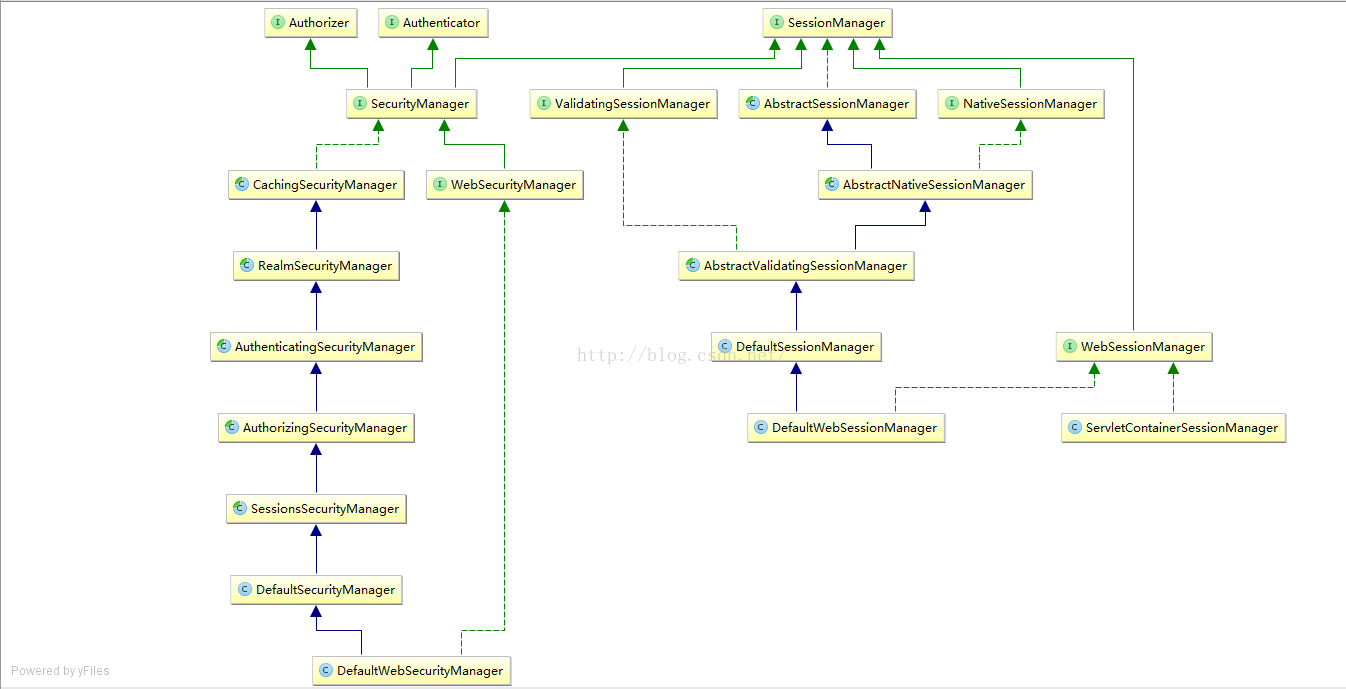 I Authorizer
I Authenticator
I SessionManager
I SecurityManager
I ValidatingSessionManager
C AbstractSessionManager
I NativeSessionManager
C CachingSecurityManager
I WebSecurityManager
C AbstractNativeSessionManager
C RealmSecurityManager
C AbstractValidatingSessionManager
C AuthenticatingSecurityManager
C DefaultSessionManager
I WebSessionManager
http://blog.csdn.net/
C AuthorizingSecurityManager
C DefaultWebSessionManager
C ServletContainerSessionManager
C SessionsSecurityManager
C DefaultSecurityManager
C DefaultWebSecurityManager
Powered by yFiles